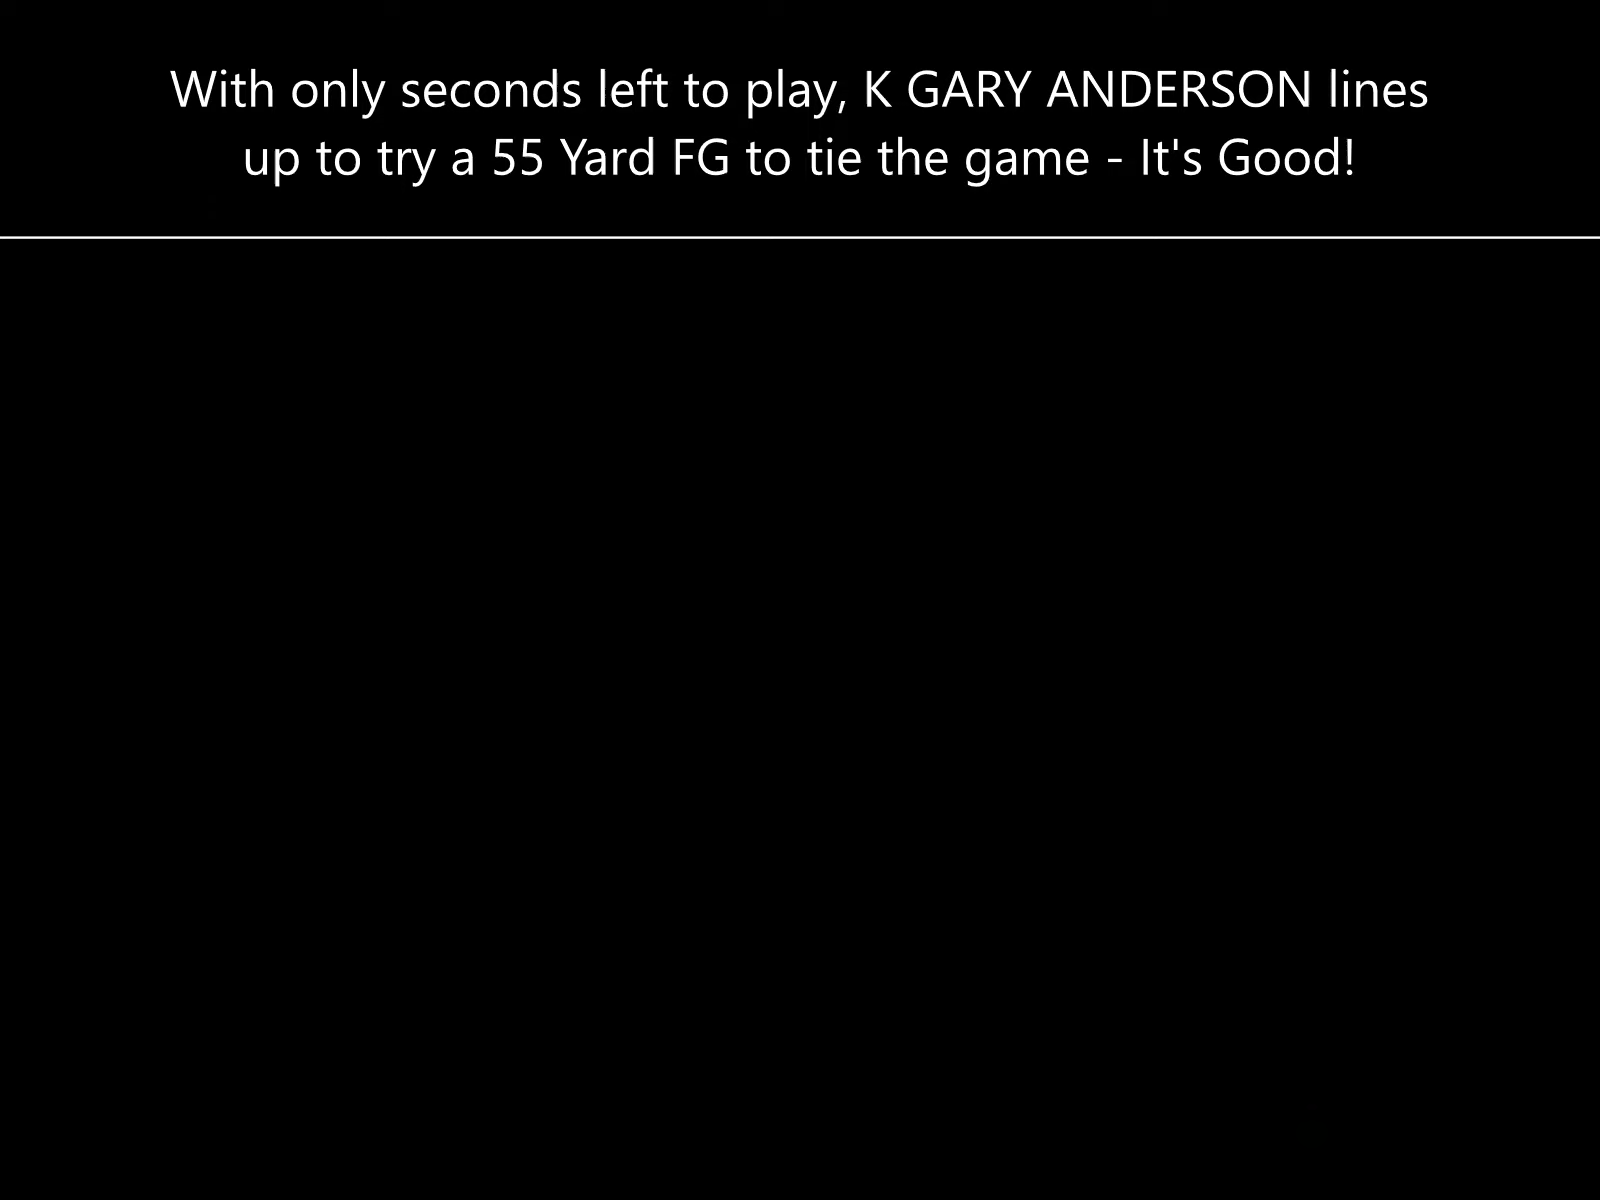 With only seconds left to play, K GARY ANDERSON lines
up to try a 55 Yard FG to tie the game - It's Good!